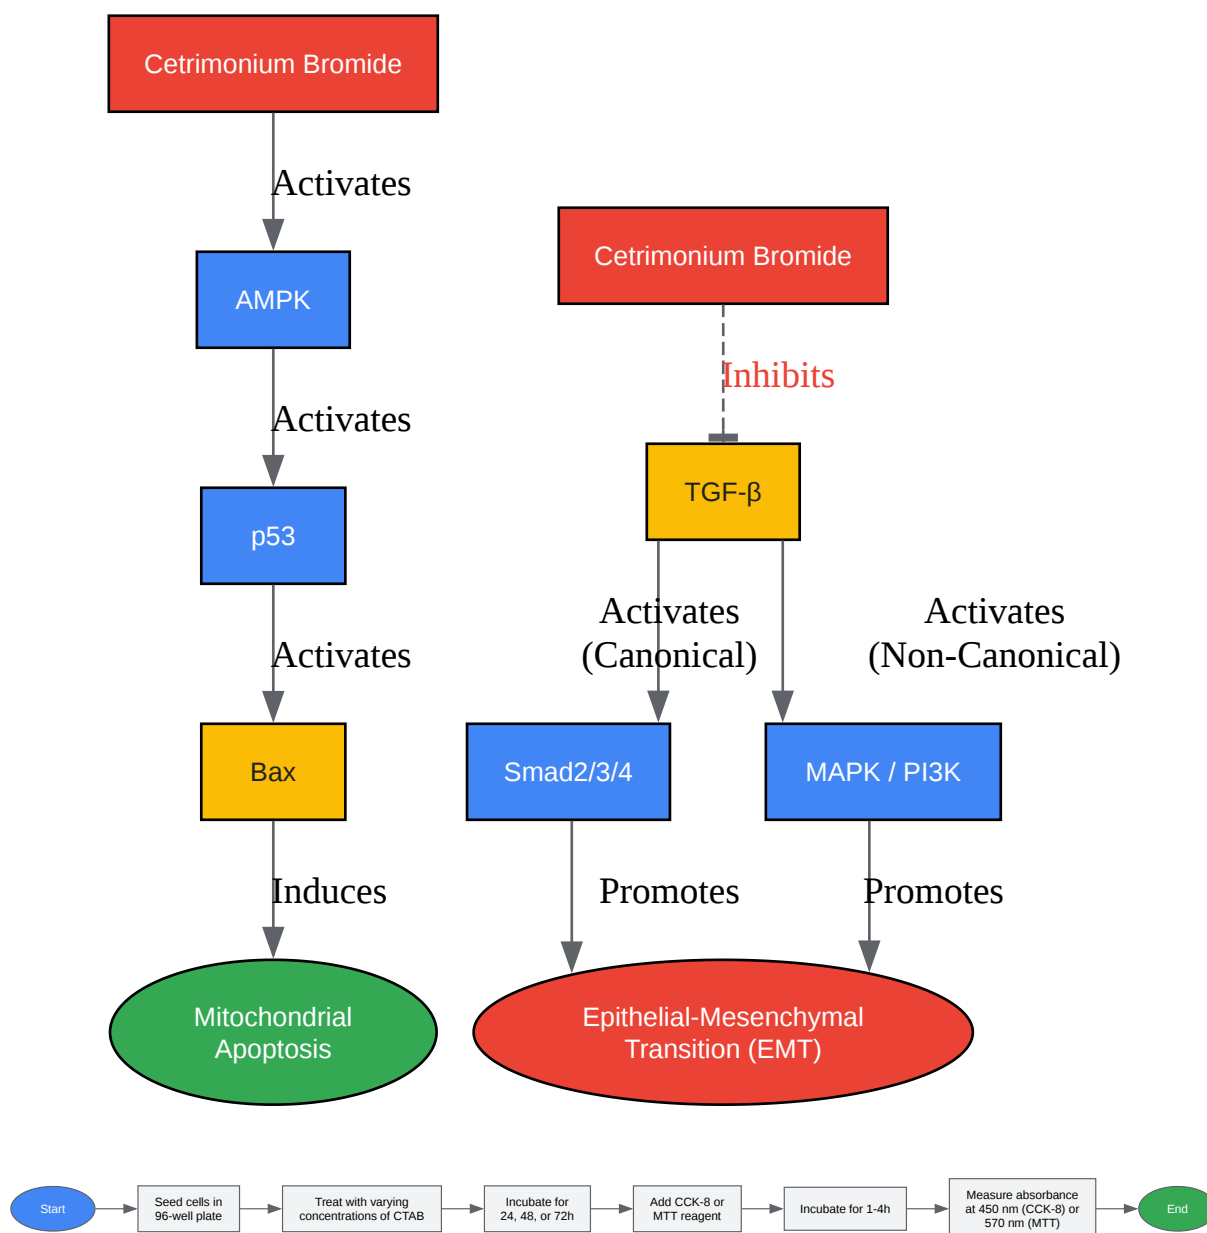 Cetrimonium Bromide
Activates
AMPK
Activates
p53
Activates
Bax
Induces
Mitochondrial
Apoptosis
Cetrimonium Bromide
Inhibits
TGF-β
Activates
(Canonical)
Activates
(Non-Canonical)
Smad2/3/4
MAPK / PI3K
Promotes
Promotes
Epithelial-Mesenchymal
Transition (EMT)
Start
Seed cells in
96-well plate
Treat with varying
concentrations of CTAB
Incubate for
24, 48, or 72h
Add CCK-8 or
MTT reagent
Incubate for 1-4h
Measure absorbance
at 450 nm (CCK-8) or
570 nm (MTT)
End